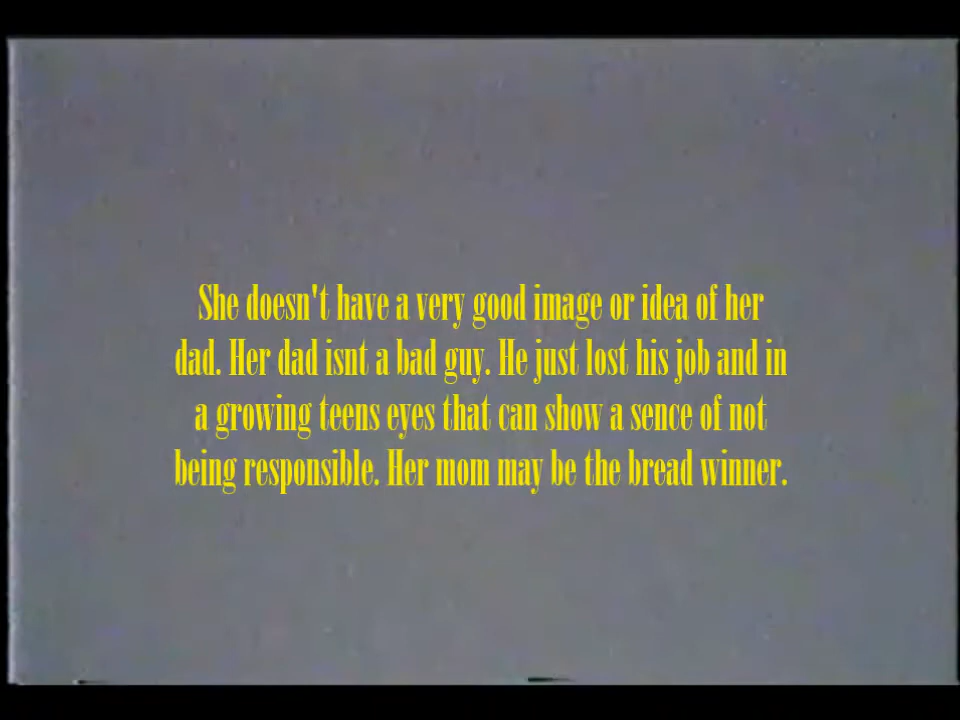 She doesn't have a very good image or idea of her
dad. Her dad isnt a bad guy. He just lost his job and in
a growing teens eyes that can show a sence of not
being responsible. Her mom may be the bread winner.